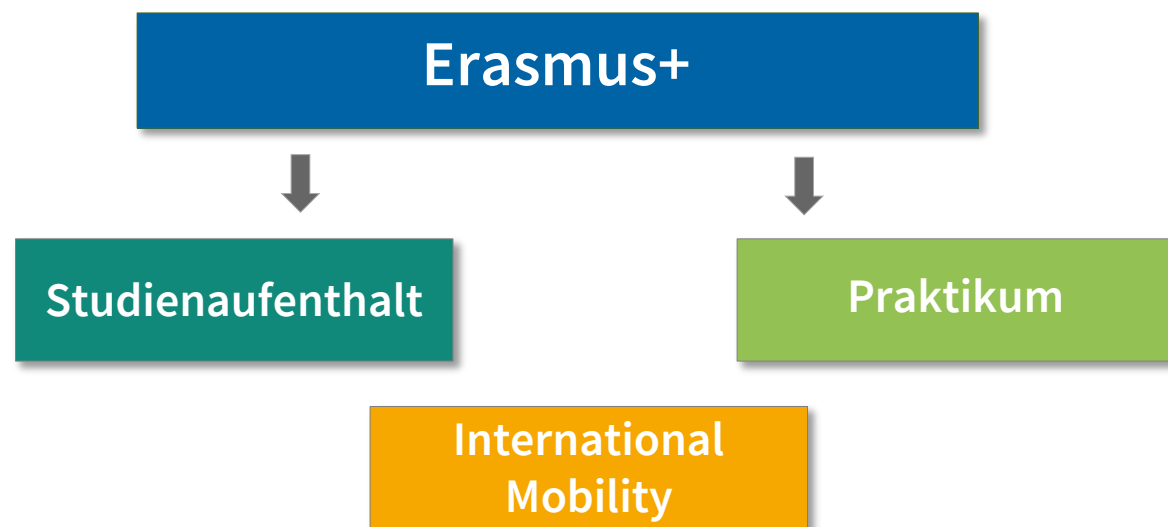 Erasmus+
Studienaufenthalt
Praktikum
International
Mobility